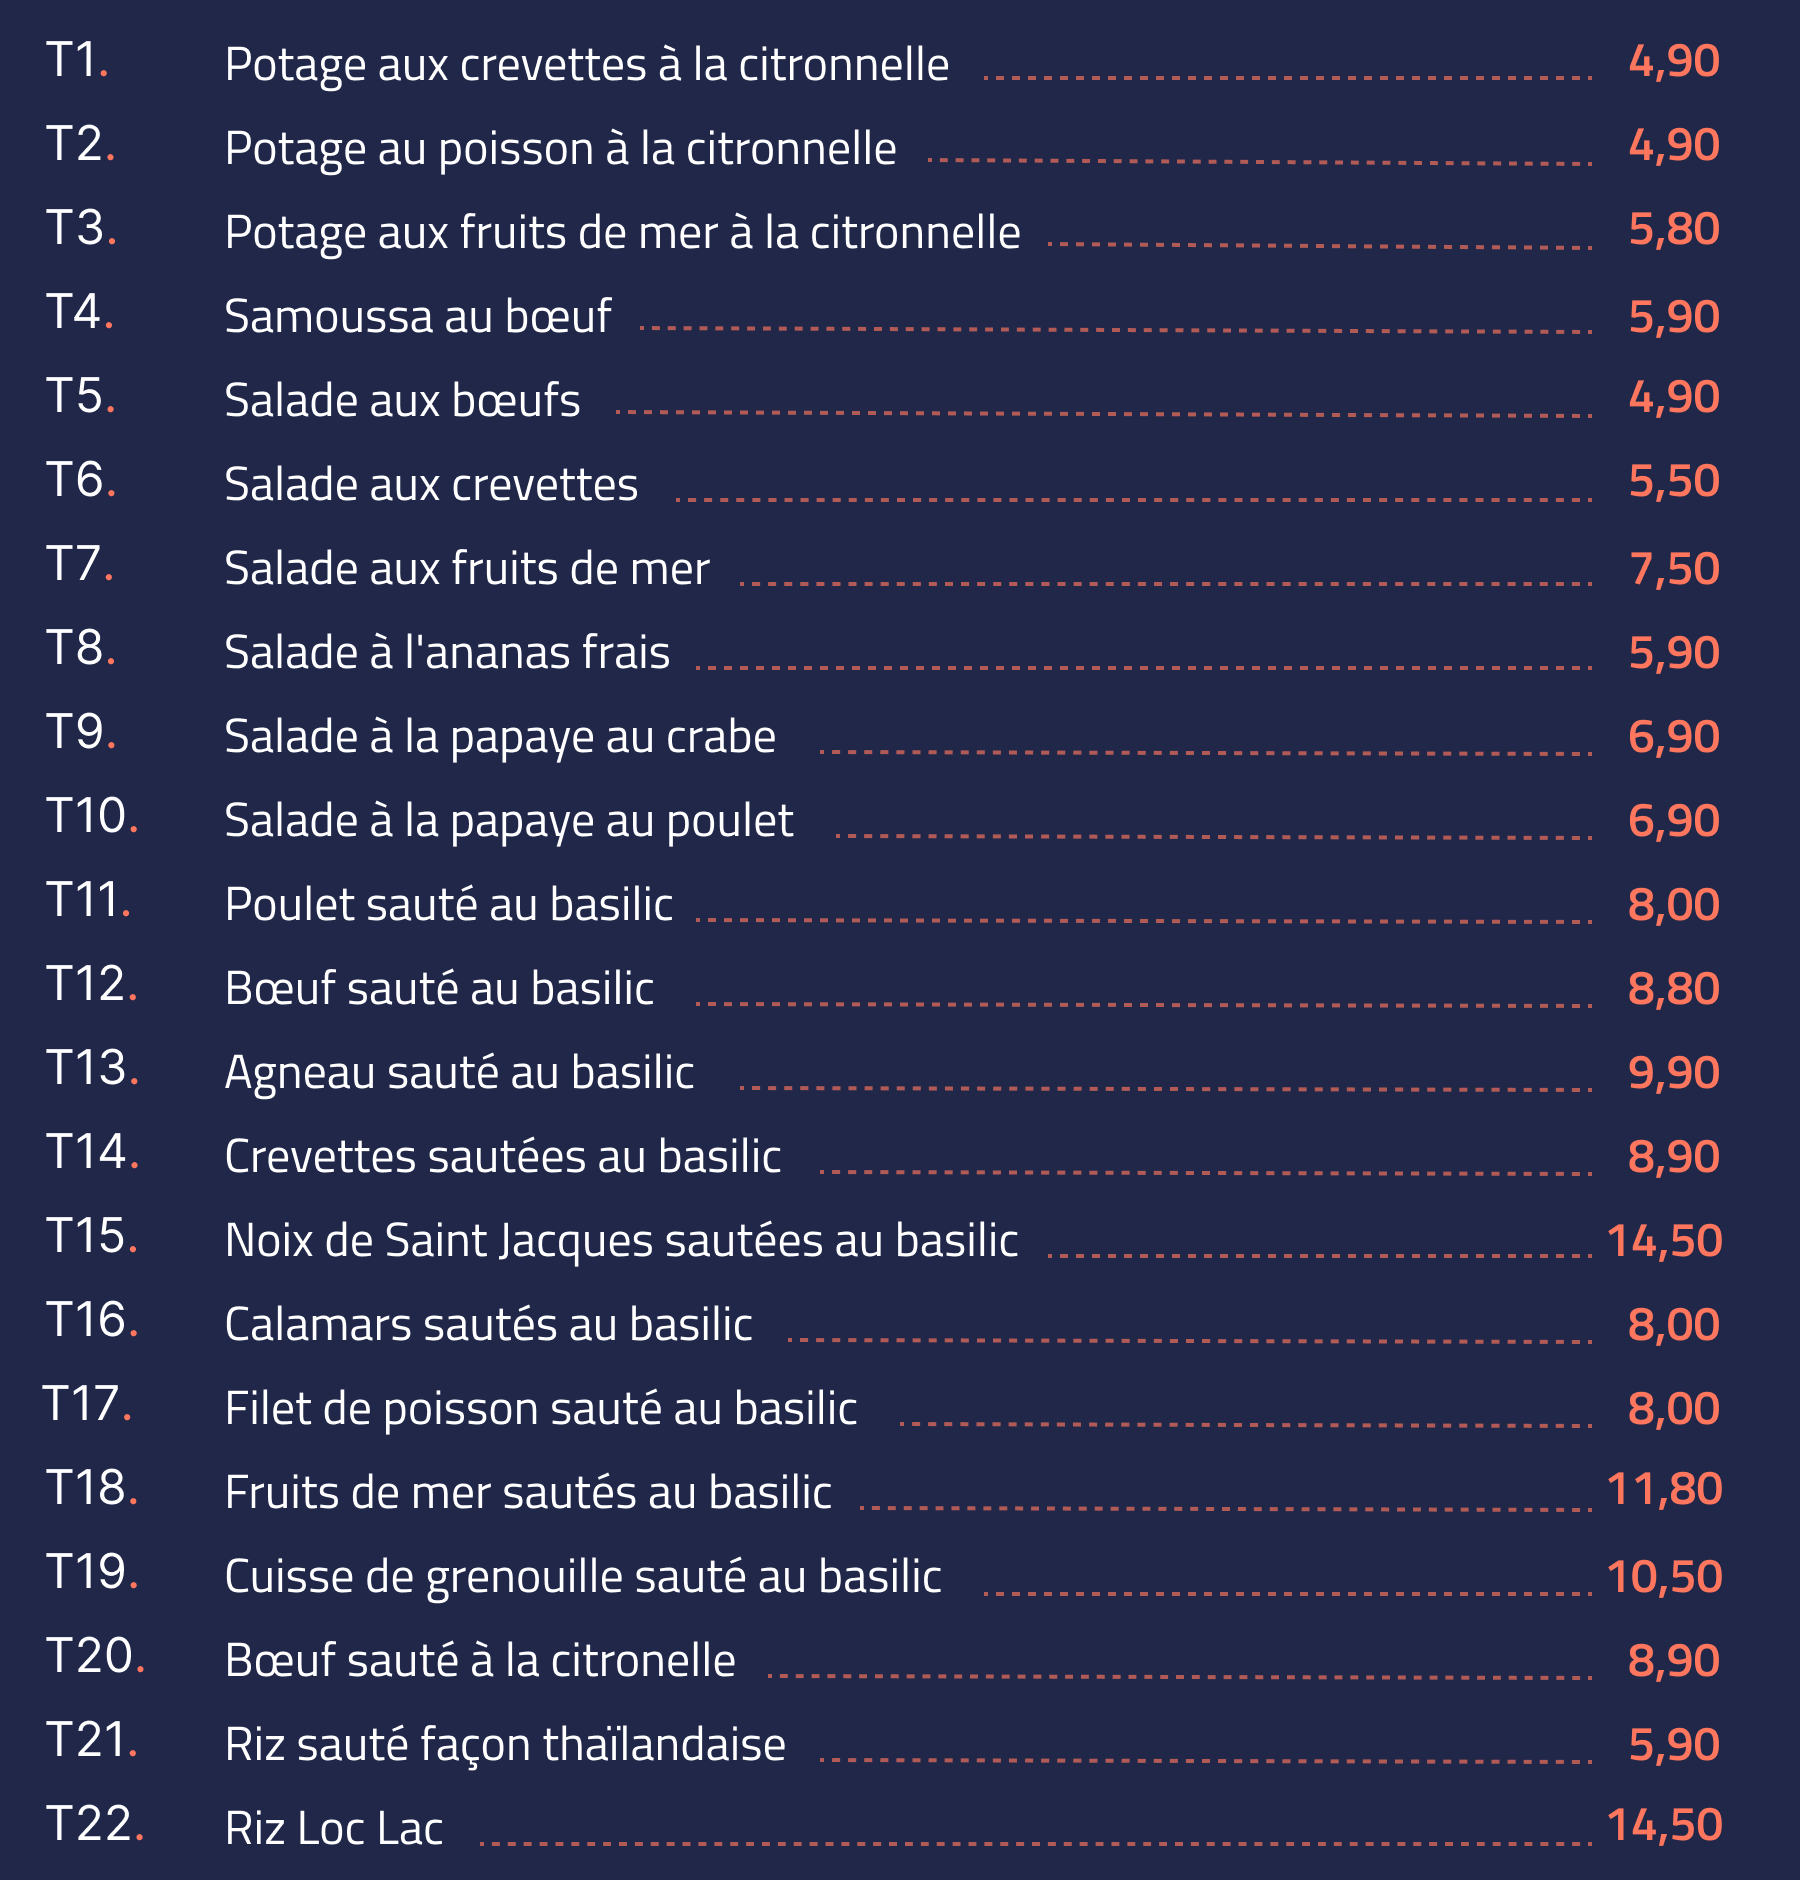 T1. Potage aux crevettes à la citronnelle 4,90
T2. Potage au poisson à la citronnelle 4,90
T3. Potage aux fruits de mer à la citronnelle 5,80
T4. Samoussa au bœuf 5,90
T5. Salade aux bœufs 4,90
T6. Salade aux crevettes 5,50
T7. Salade aux fruits de mer 7,50
T8. Salade à l'ananas frais 5,90
T9. Salade à la papaye au crabe 6,90
T10. Salade à la papaye au poulet 6,90
T11. Poulet sauté au basilic 8,00
T12. Bœuf sauté au basilic 8,80
T13. Agneau sauté au basilic 9,90
T14. Crevettes sautées au basilic 8,90
T15. Noix de Saint Jacques sautées au basilic 14,50
T16. Calamars sautés au basilic 8,00
T17. Filet de poisson sauté au basilic 8,00
T18. Fruits de mer sautés au basilic 11,80
T19. Cuisse de grenouille sauté au basilic 10,50
T20. Bœuf sauté à la citronelle 8,90
T21. Riz sauté façon thaïlandaise 5,90
T22. Riz Loc Lac 14,50